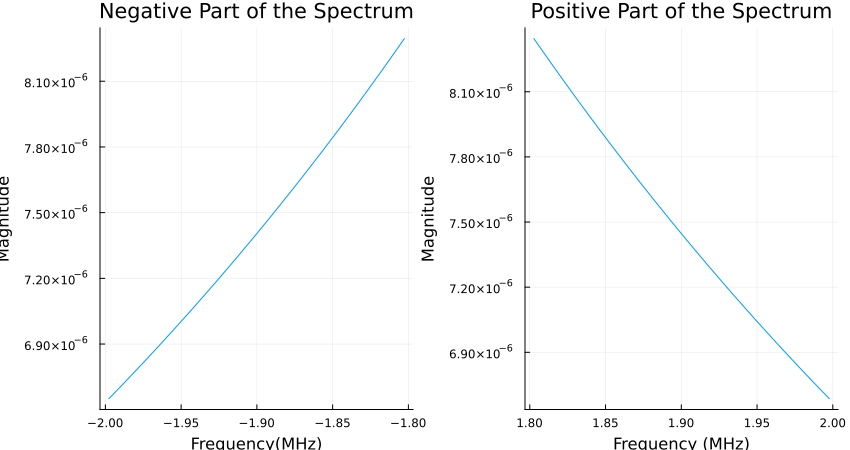 Negative Part of the Spectrum
Magnitude
8.10×10⁻⁶
7.80×10⁻⁶
7.50×10⁻⁶
7.20×10⁻⁶
6.90×10⁻⁶
−2.00 −1.95 −1.90 −1.85 −1.80
Frequency(MHz)
Positive Part of the Spectrum
Magnitude
8.10×10⁻⁶
7.80×10⁻⁶
7.50×10⁻⁶
7.20×10⁻⁶
6.90×10⁻⁶
1.80 1.85 1.90 1.95 2.00
Frequency (MHz)